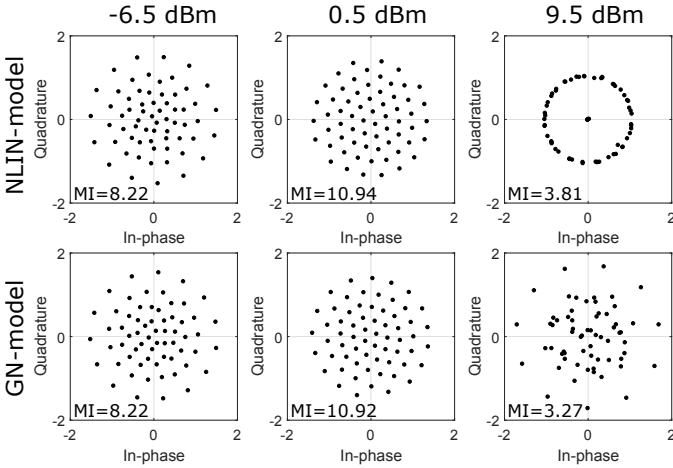 -6.5 dBm 0.5 dBm 9.5 dBm
NLIN-model
Quadrature
2
0
-2
MI=8.22
-2 0 2
In-phase
Quadrature
2
0
-2
MI=10.94
-2 0 2
In-phase
Quadrature
2
0
-2
MI=3.81
-2 0 2
In-phase
GN-model
Quadrature
2
0
-2
MI=8.22
-2 0 2
In-phase
Quadrature
2
0
-2
MI=10.92
-2 0 2
In-phase
Quadrature
2
0
-2
MI=3.27
-2 0 2
In-phase